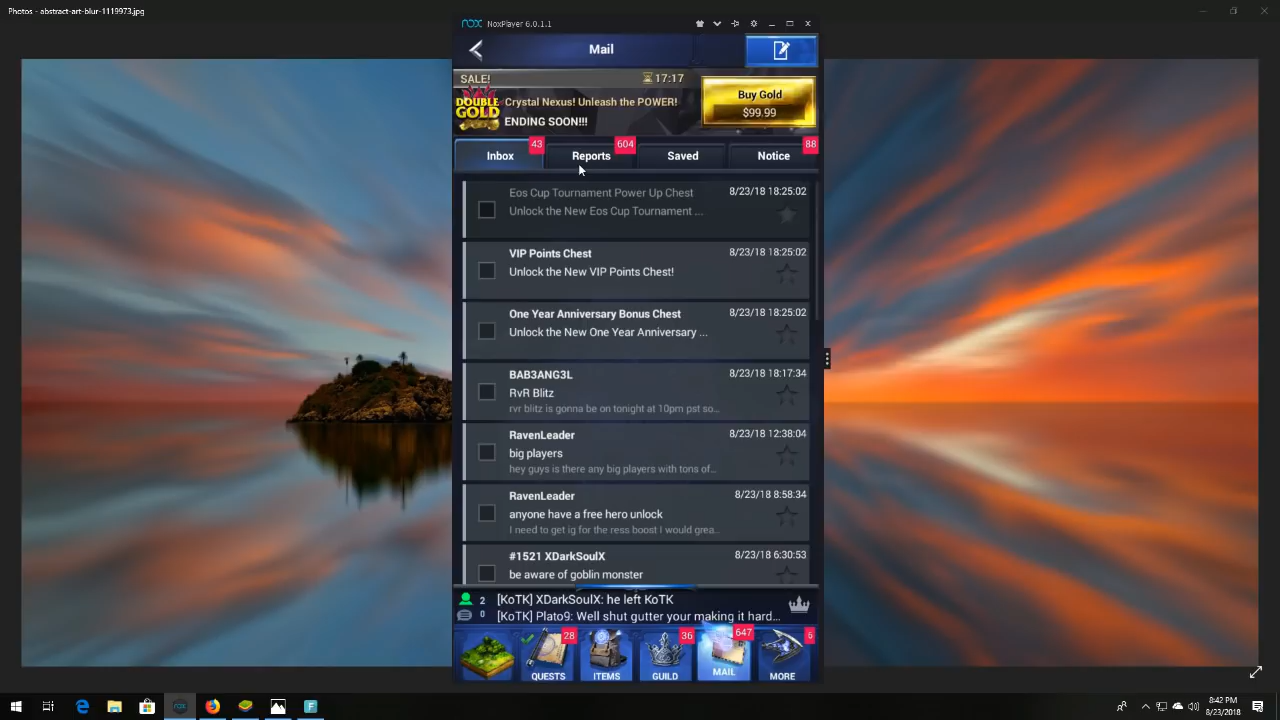 Photos - abstract-art-blur-1119973.jpg
nox NoxPlayer 6.0.1.1
Mail
SALE!
17:17
DOUBLE GOLD
Crystal Nexus! Unleash the POWER!
ENDING SOON!!!
Buy Gold
$99.99
Inbox 43
Reports 604
Saved
Notice 88
Eos Cup Tournament Power Up Chest 8/23/18 18:25:02
Unlock the New Eos Cup Tournament ...
VIP Points Chest 8/23/18 18:25:02
Unlock the New VIP Points Chest!
One Year Anniversary Bonus Chest 8/23/18 18:25:02
Unlock the New One Year Anniversary ...
BAB3ANG3L 8/23/18 18:17:34
RvR Blitz
rvr blitz is gonna be on tonight at 10pm pst so...
RavenLeader 8/23/18 12:38:04
big players
hey guys is there any big players with tons of...
RavenLeader 8/23/18 8:58:34
anyone have a free hero unlock
I need to get ig for the ress boost I would grea...
#1521 XDarkSoulX 8/23/18 6:30:53
be aware of goblin monster
2 [KoTK] XDarkSoulX: he left KoTK
0 [KoTK] Plato9: Well shut gutter your making it hard...
28 36 647 6
QUESTS ITEMS GUILD MAIL MORE
8:42 PM
8/23/2018